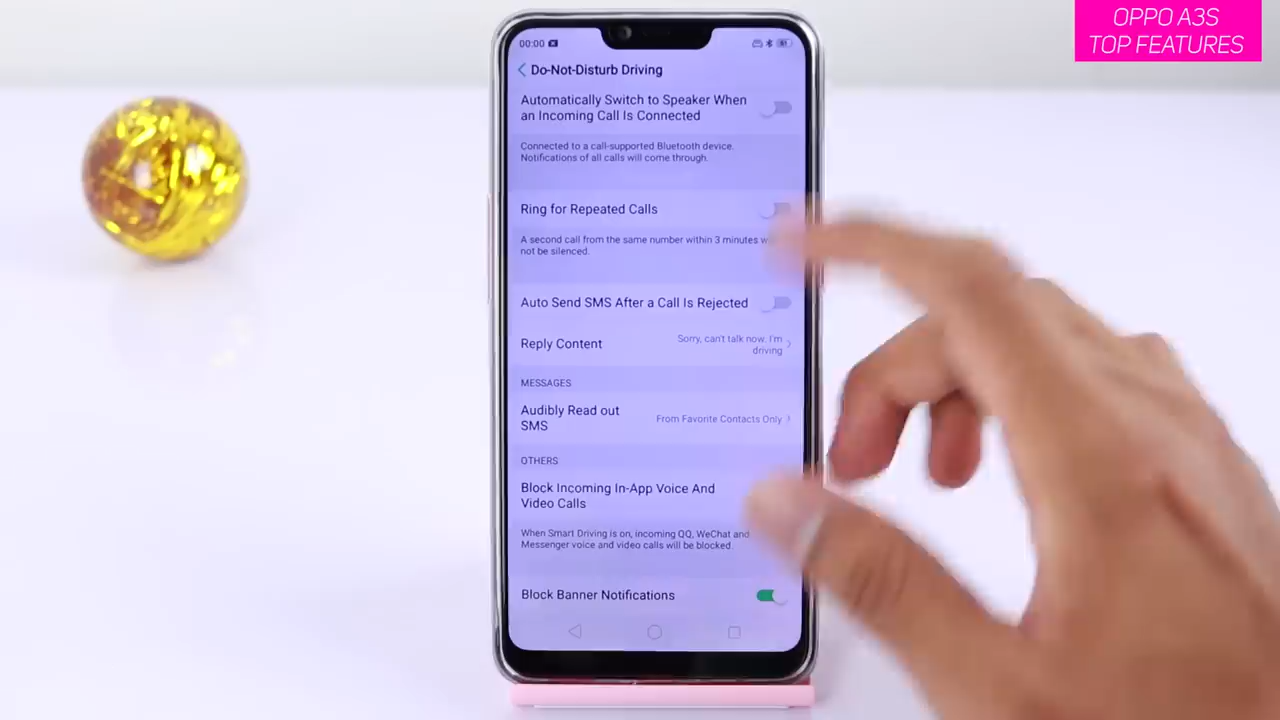 OPPO A3S
TOP FEATURES
00:00
Do-Not-Disturb Driving
Automatically Switch to Speaker When
an Incoming Call Is Connected
Connected to a call-supported Bluetooth device.
Notifications of all calls will come through.
Ring for Repeated Calls
A second call from the same number within 3 minutes
not be silenced.
Auto Send SMS After a Call Is Rejected
Reply Content
Sorry, can't talk now. I'm
driving
MESSAGES
Audibly Read out
SMS
From Favorite Contacts Only
OTHERS
Block Incoming In-App Voice And
Video Calls
When Smart Driving is on, incoming QQ, WeChat and
Messenger voice and video calls will be blocked.
Block Banner Notifications